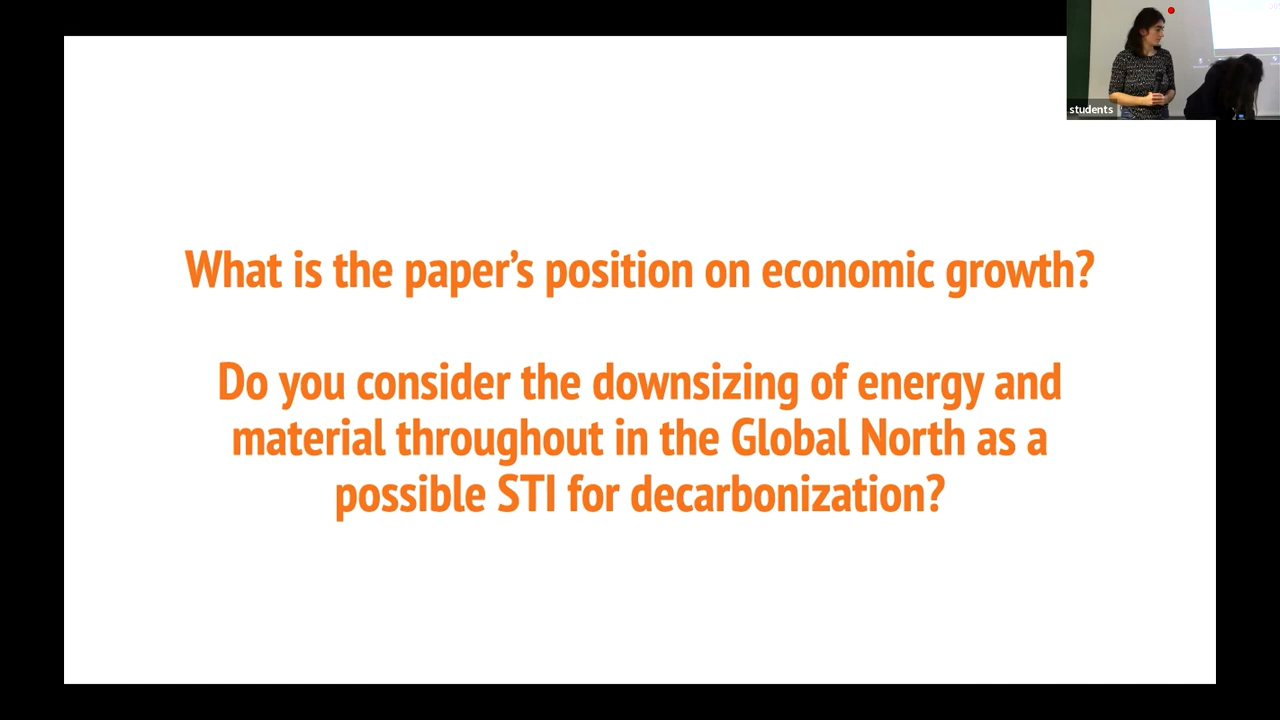 students
What is the paper's position on economic growth?
Do you consider the downsizing of energy and
material throughout in the Global North as a
possible STI for decarbonization?